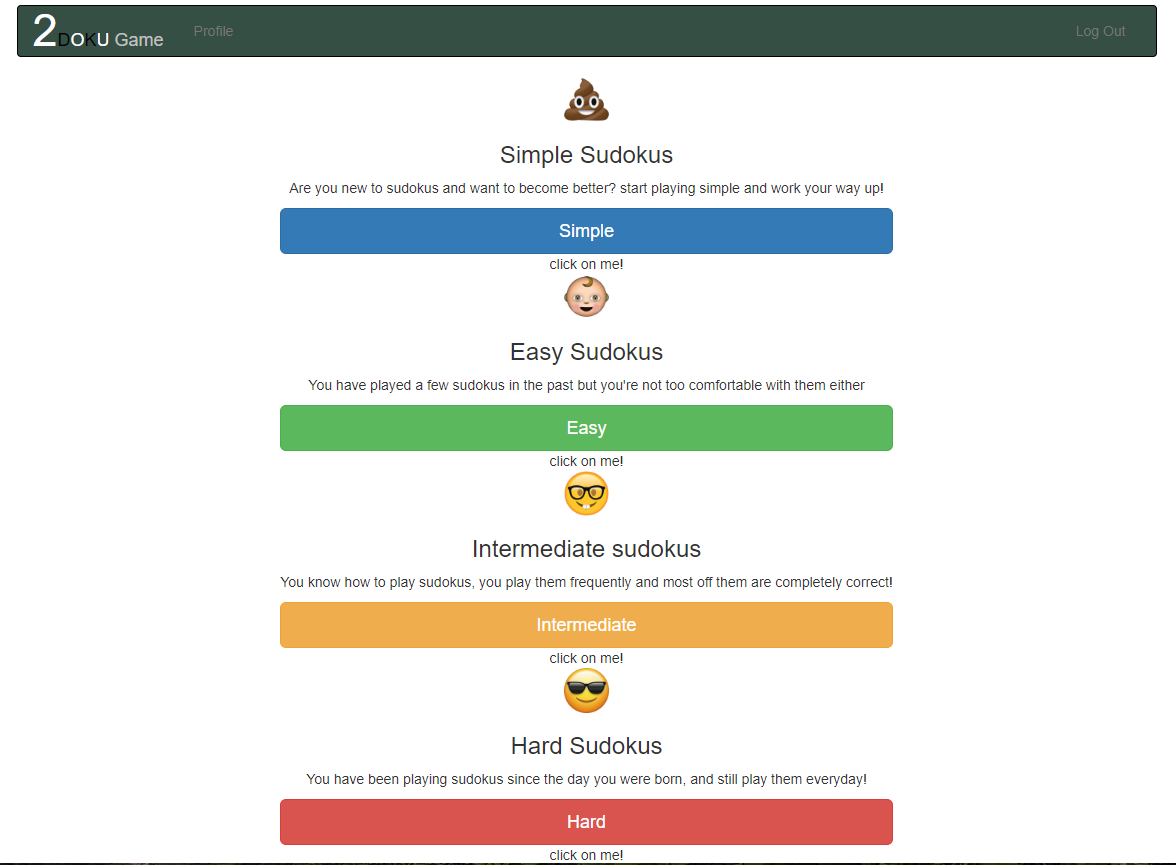 2DOKU Game Profile Log Out
Simple Sudokus
Are you new to sudokus and want to become better? start playing simple and work your way up!
Simple
click on me!
Easy Sudokus
You have played a few sudokus in the past but you're not too comfortable with them either
Easy
click on me!
Intermediate sudokus
You know how to play sudokus, you play them frequently and most off them are completely correct!
Intermediate
click on me!
Hard Sudokus
You have been playing sudokus since the day you were born, and still play them everyday!
Hard
click on me!